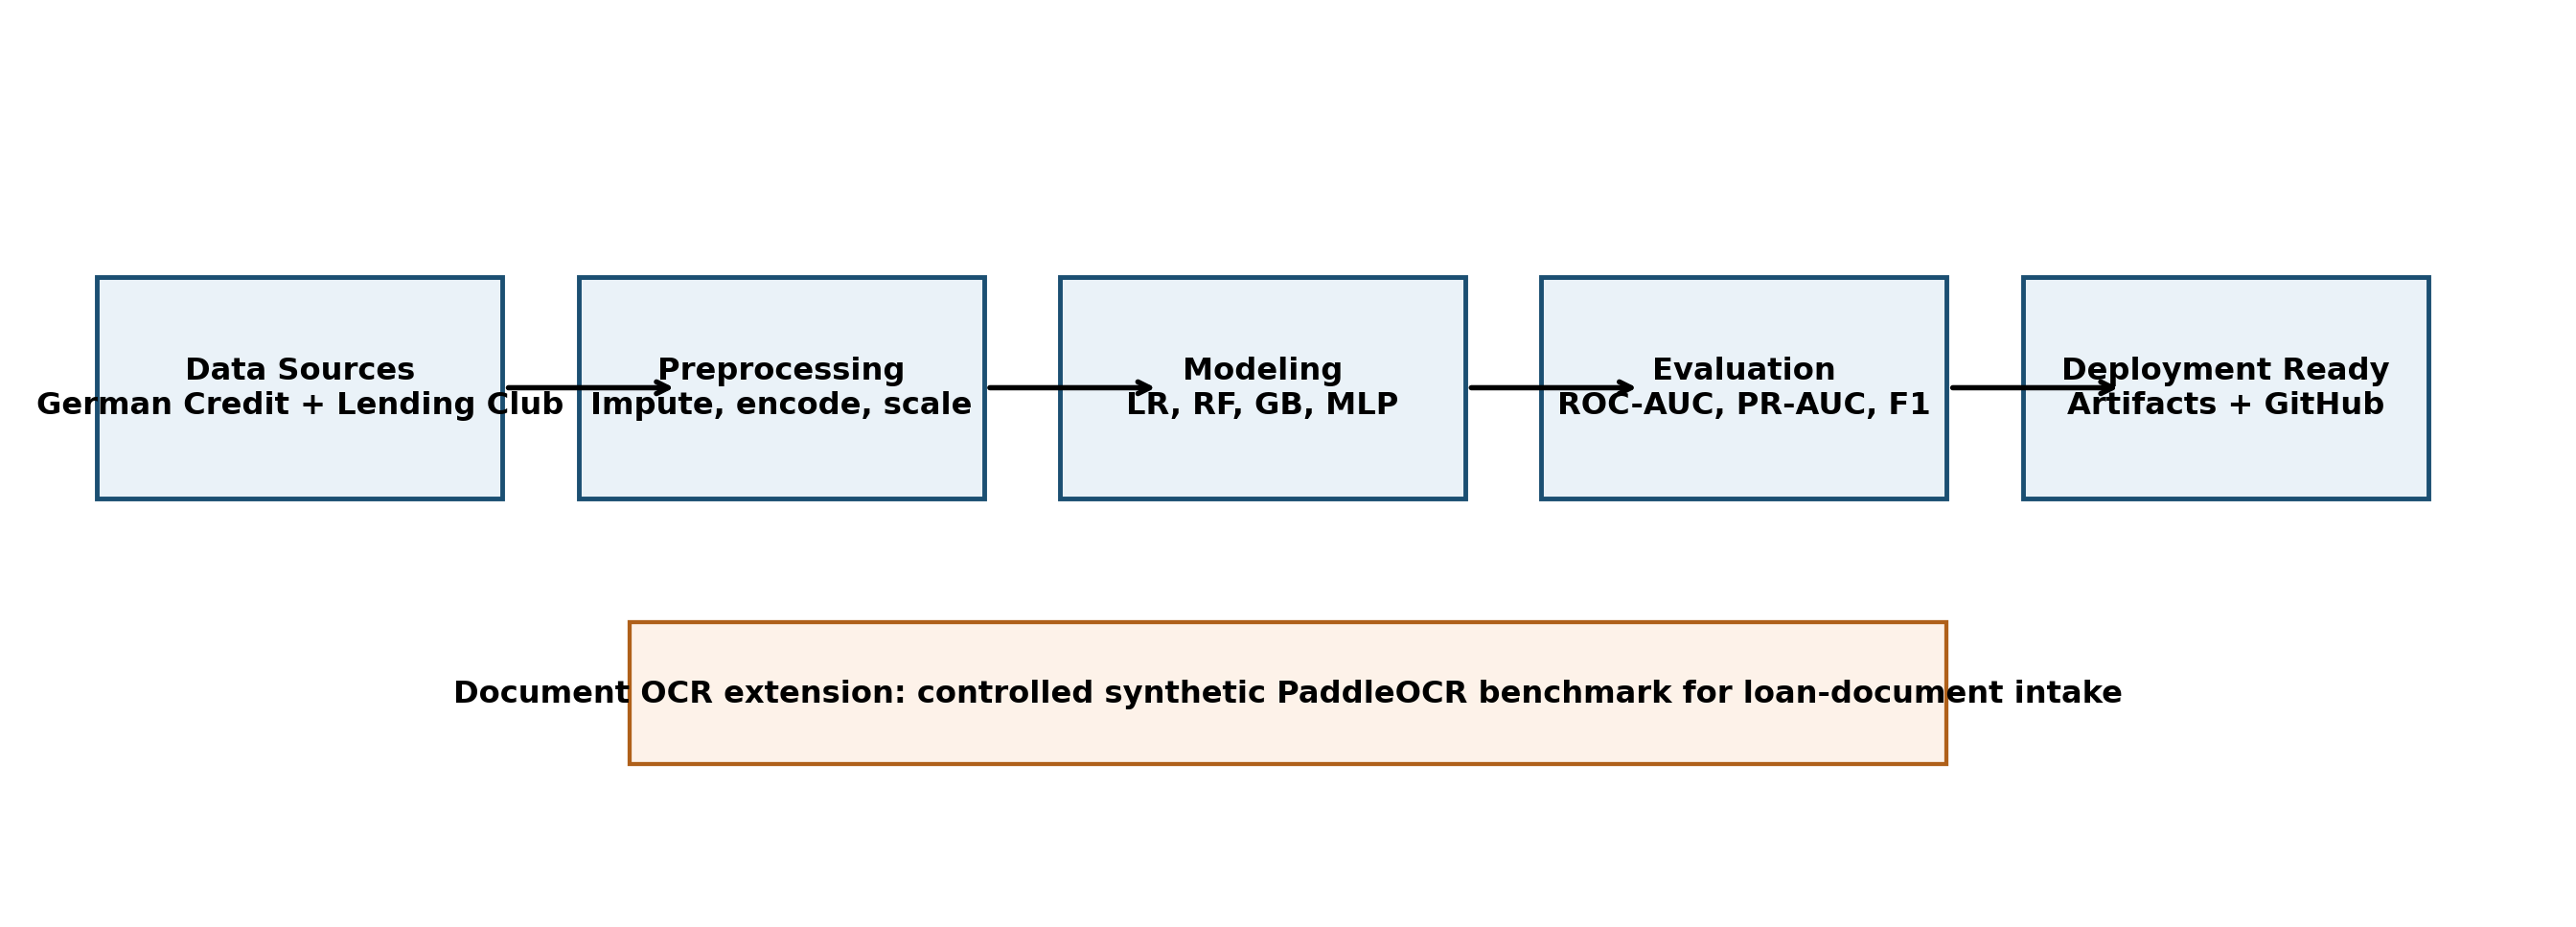 Data Sources
German Credit + Lending Club
Preprocessing
Impute, encode, scale
Modeling
LR, RF, GB, MLP
Evaluation
ROC-AUC, PR-AUC, F1
Deployment Ready
Artifacts + GitHub
Document OCR extension: controlled synthetic PaddleOCR benchmark for loan-document intake